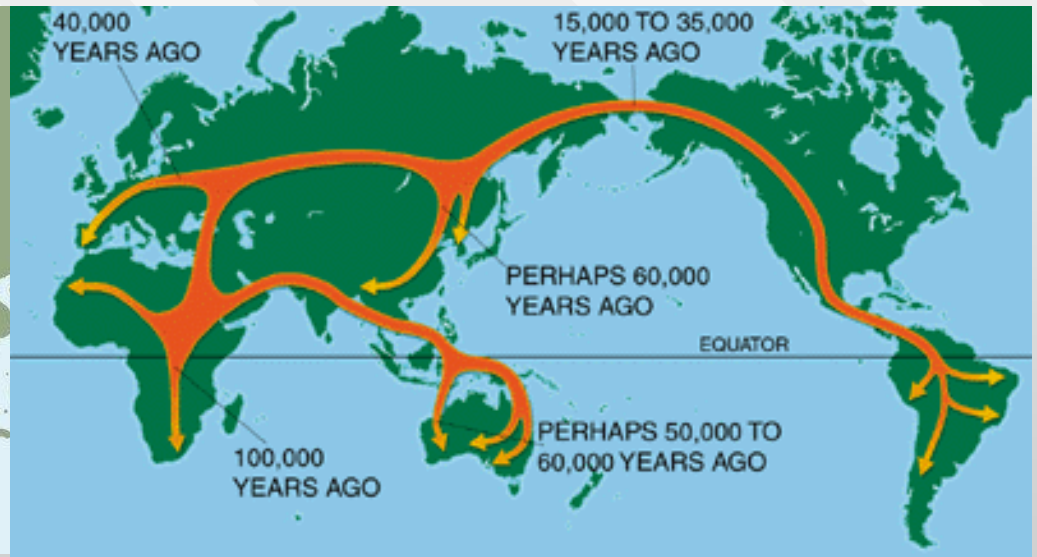 40,000
YEARS AGO
15,000 TO 35,000
YEARS AGO
PERHAPS 60,000
YEARS AGO
EQUATOR
PERHAPS 50,000 TO
60,000 YEARS AGO
100,000
YEARS AGO